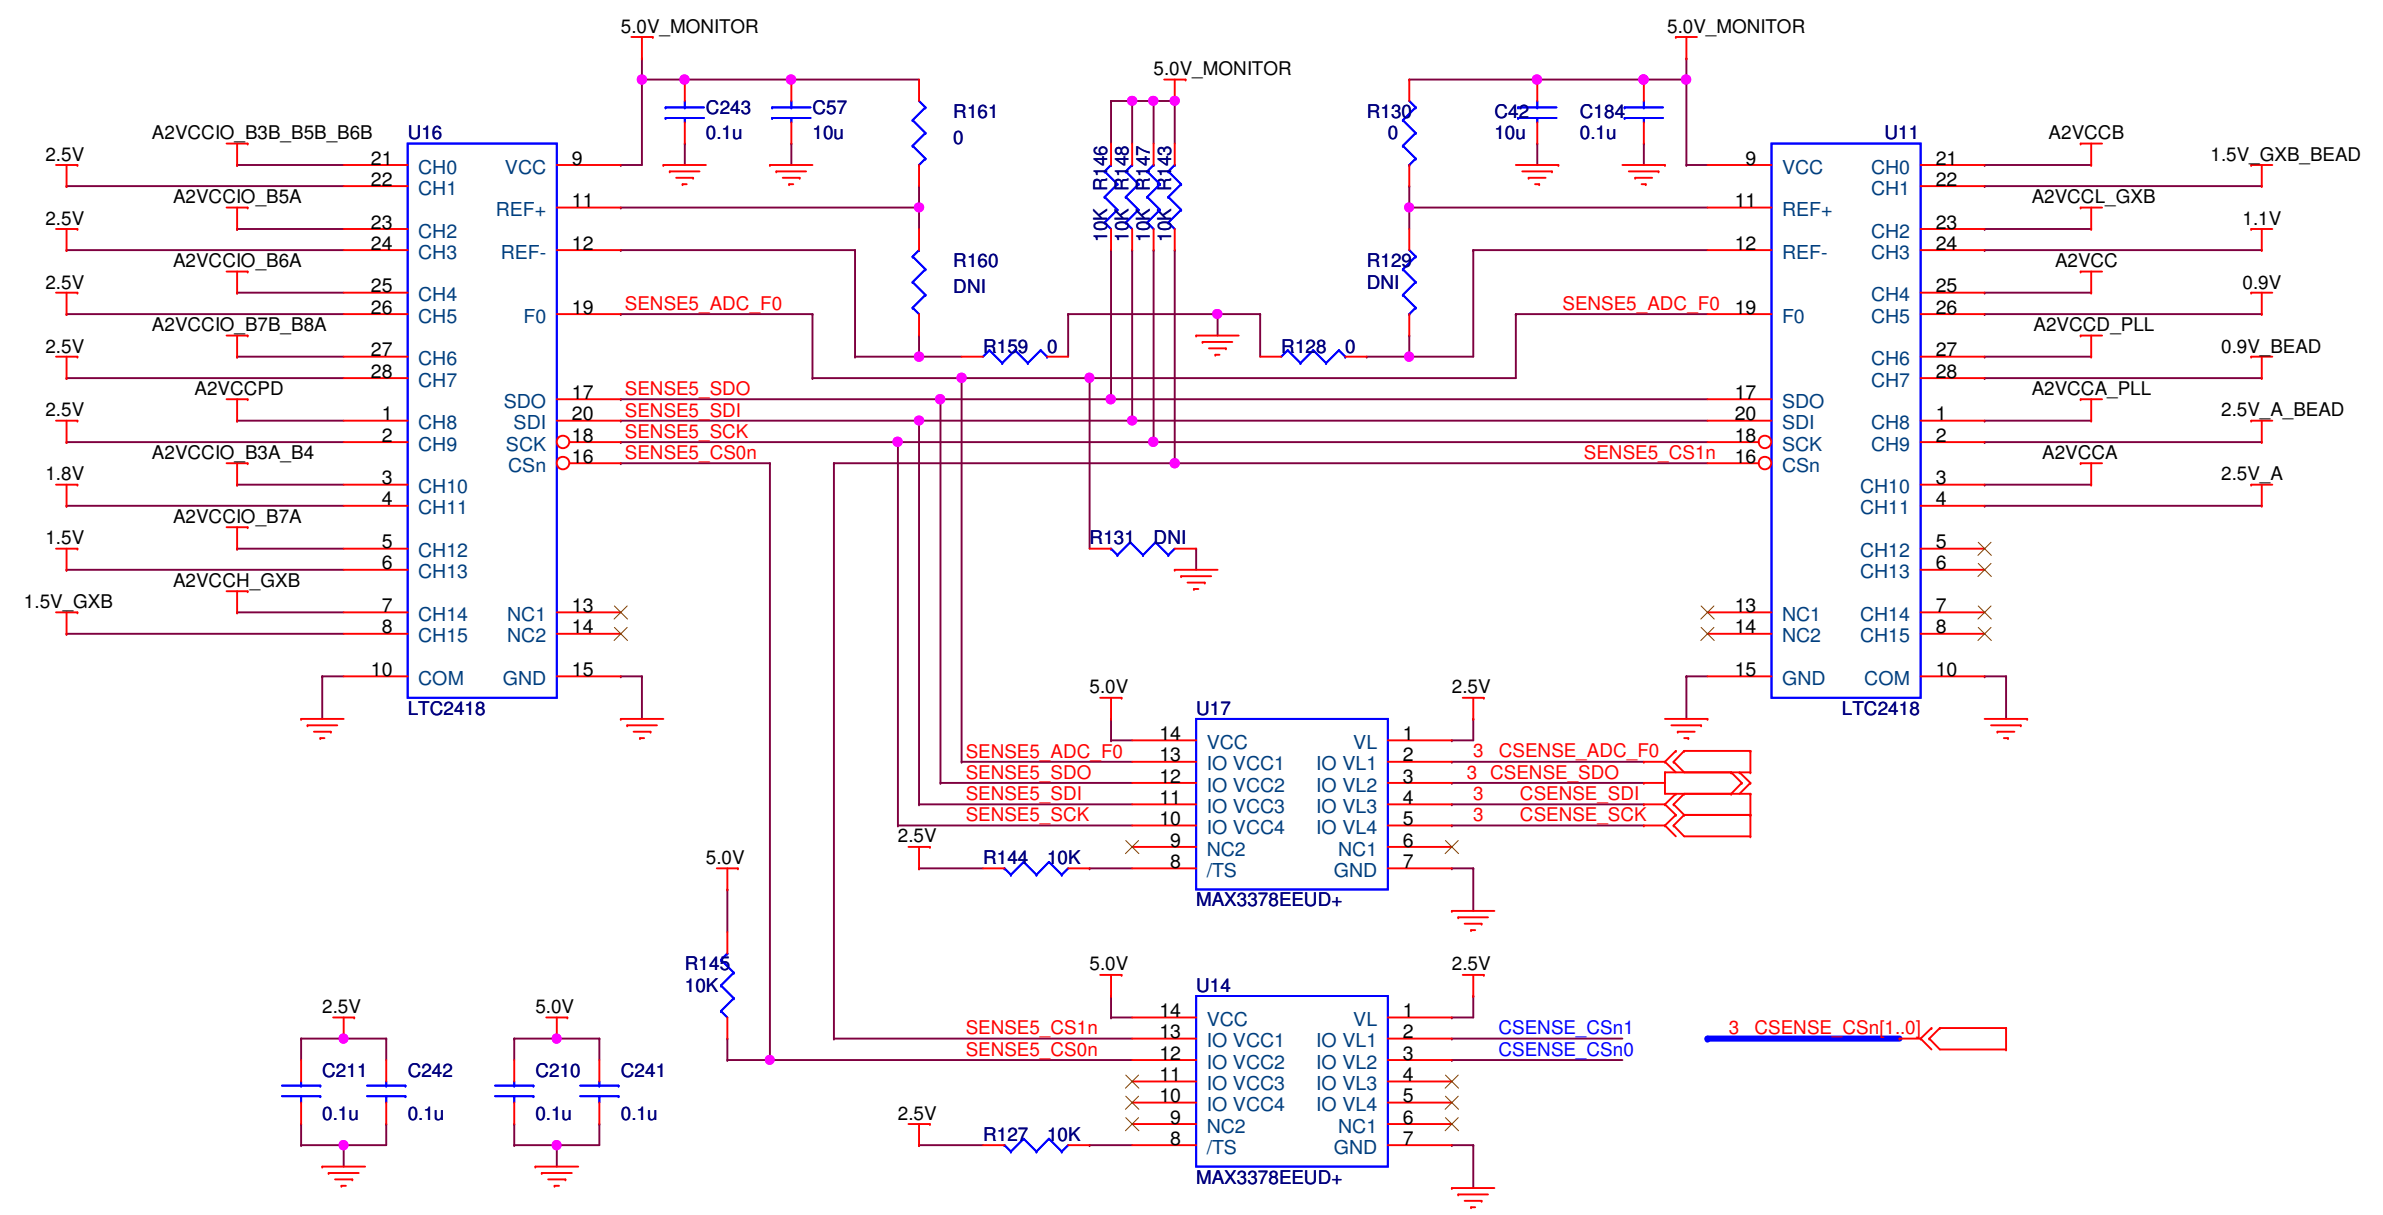 5.0V_MONITOR
5.0V_MONITOR
5.0V_MONITOR
C243
0.1u
C57
10u
R161
0
R160
DNI
R159 0
R146
10K
R148
10K
R147
10K
R143
10K
R130
0
R129
DNI
R128 0
C42
10u
C184
0.1u
U16
A2VCCIO_B3B_B5B_B6B
2.5V
A2VCCIO_B5A
2.5V
A2VCCIO_B6A
2.5V
A2VCCIO_B7B_B8A
2.5V
A2VCCPD
2.5V
A2VCCIO_B3A_B4
1.8V
A2VCCIO_B7A
1.5V
A2VCCH_GXB
1.5V_GXB
21 CH0
22 CH1
23 CH2
24 CH3
25 CH4
26 CH5
27 CH6
28 CH7
1 CH8
2 CH9
3 CH10
4 CH11
5 CH12
6 CH13
7 CH14
8 CH15
10 COM
VCC 9
REF+ 11
REF- 12
F0 19 SENSE5_ADC_F0
SDO 17 SENSE5_SDO
SDI 20 SENSE5_SDI
SCK 18 SENSE5_SCK
CSn 16 SENSE5_CS0n
NC1 13
NC2 14
GND 15
LTC2418
R131 DNI
U11
9 VCC
11 REF+
12 REF-
SENSE5_ADC_F0 19 F0
17 SDO
20 SDI
18 SCK
SENSE5_CS1n 16 CSn
13 NC1
14 NC2
15 GND
CH0 21
CH1 22
CH2 23
CH3 24
CH4 25
CH5 26
CH6 27
CH7 28
CH8 1
CH9 2
CH10 3
CH11 4
CH12 5
CH13 6
CH14 7
CH15 8
COM 10
LTC2418
A2VCCB
1.5V_GXB_BEAD
A2VCCL_GXB
1.1V
A2VCC
0.9V
A2VCCD_PLL
0.9V_BEAD
A2VCCA_PLL
2.5V_A_BEAD
A2VCCA
2.5V_A
5.0V
2.5V
U17
14 VCC VL 1
SENSE5_ADC_F0 13 IO VCC1 IO VL1 2 3 CSENSE_ADC_F0
SENSE5_SDO 12 IO VCC2 IO VL2 3 3 CSENSE_SDO
SENSE5_SDI 11 IO VCC3 IO VL3 4 3 CSENSE_SDI
SENSE5_SCK 10 IO VCC4 IO VL4 5 3 CSENSE_SCK
9 NC2 NC1 6
8 /TS GND 7
2.5V
R144 10K
MAX3378EEUD+
5.0V
R145
10K
5.0V
2.5V
U14
14 VCC VL 1
SENSE5_CS1n 13 IO VCC1 IO VL1 2 CSENSE_CSn1
SENSE5_CS0n 12 IO VCC2 IO VL2 3 CSENSE_CSn0
11 IO VCC3 IO VL3 4
10 IO VCC4 IO VL4 5
9 NC2 NC1 6
8 /TS GND 7
2.5V
R127 10K
MAX3378EEUD+
3 CSENSE_CSn[1..0]
2.5V
C211
0.1u
C242
0.1u
5.0V
C210
0.1u
C241
0.1u